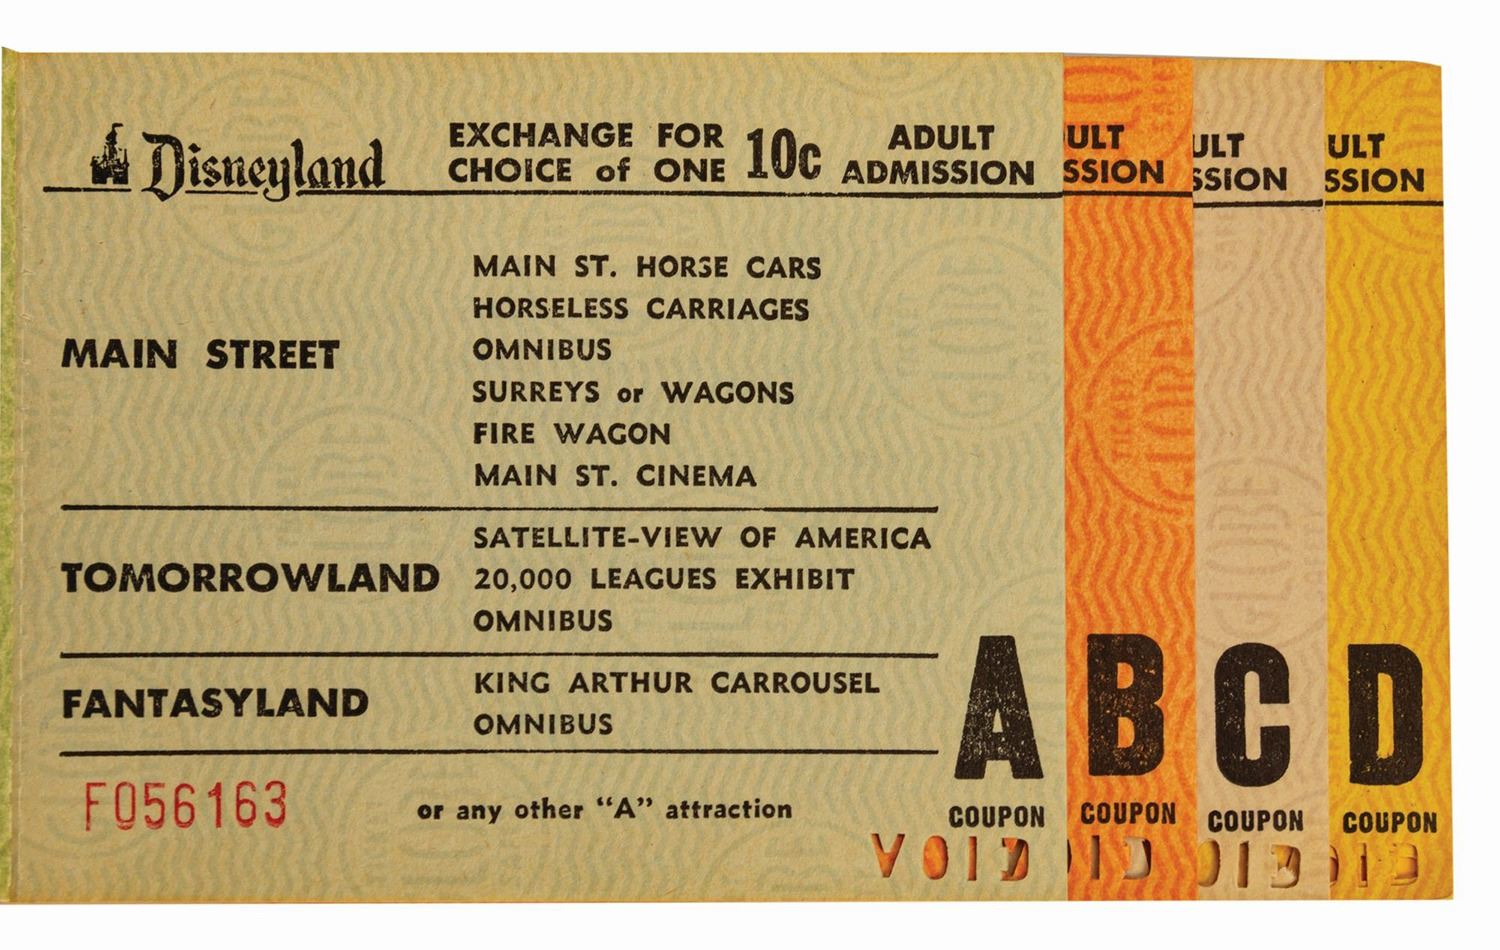 Disneyland
EXCHANGE FOR
CHOICE of ONE
10c
ADULT
ADMISSION
MAIN STREET
MAIN ST. HORSE CARS
HORSELESS CARRIAGES
OMNIBUS
SURREYS or WAGONS
FIRE WAGON
MAIN ST. CINEMA
TOMORROWLAND
SATELLITE-VIEW OF AMERICA
20,000 LEAGUES EXHIBIT
OMNIBUS
FANTASYLAND
KING ARTHUR CARROUSEL
OMNIBUS
F056163
or any other "A" attraction
A
COUPON
VOID
ULT
SSION
B
COUPON
OID
ULT
SSION
C
COUPON
OID
ULT
SSION
D
COUPON
OID